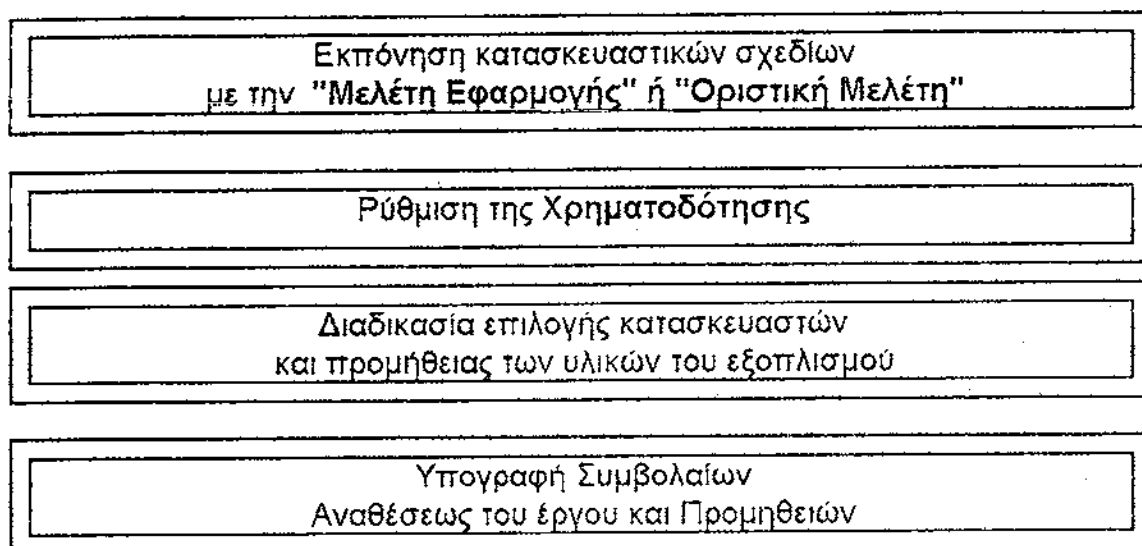 Εκπόνηση κατασκευαστικών σχεδίων
με την "Μελέτη Εφαρμογής" ή "Οριστική Μελέτη"
Ρύθμιση της Χρηματοδότησης
Διαδικασία επιλογής κατασκευαστών
και προμήθειας των υλικών του εξοπλισμού
Υπογραφή Συμβολαίων
Αναθέσεως του έργου και Προμηθειών